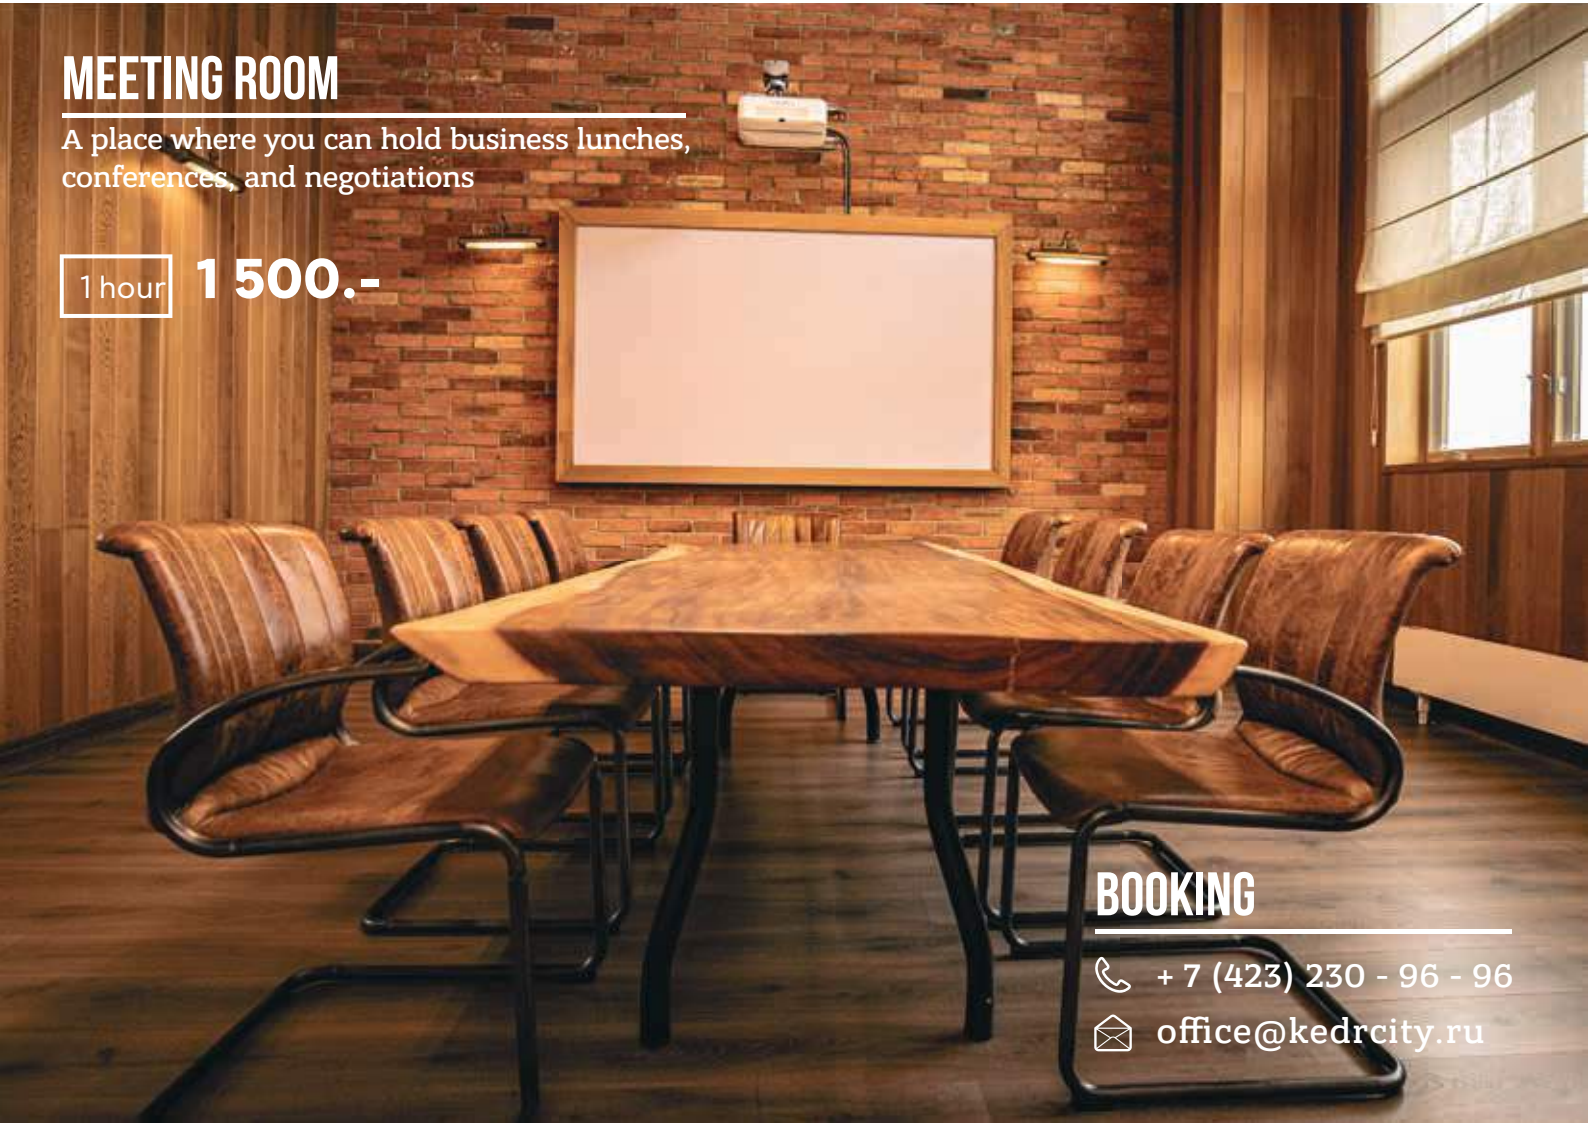 MEETING ROOM
A place where you can hold business lunches,
conferences, and negotiations
1 hour 1 500.-
BOOKING
+ 7 (423) 230 - 96 - 96
office@kedrcity.ru